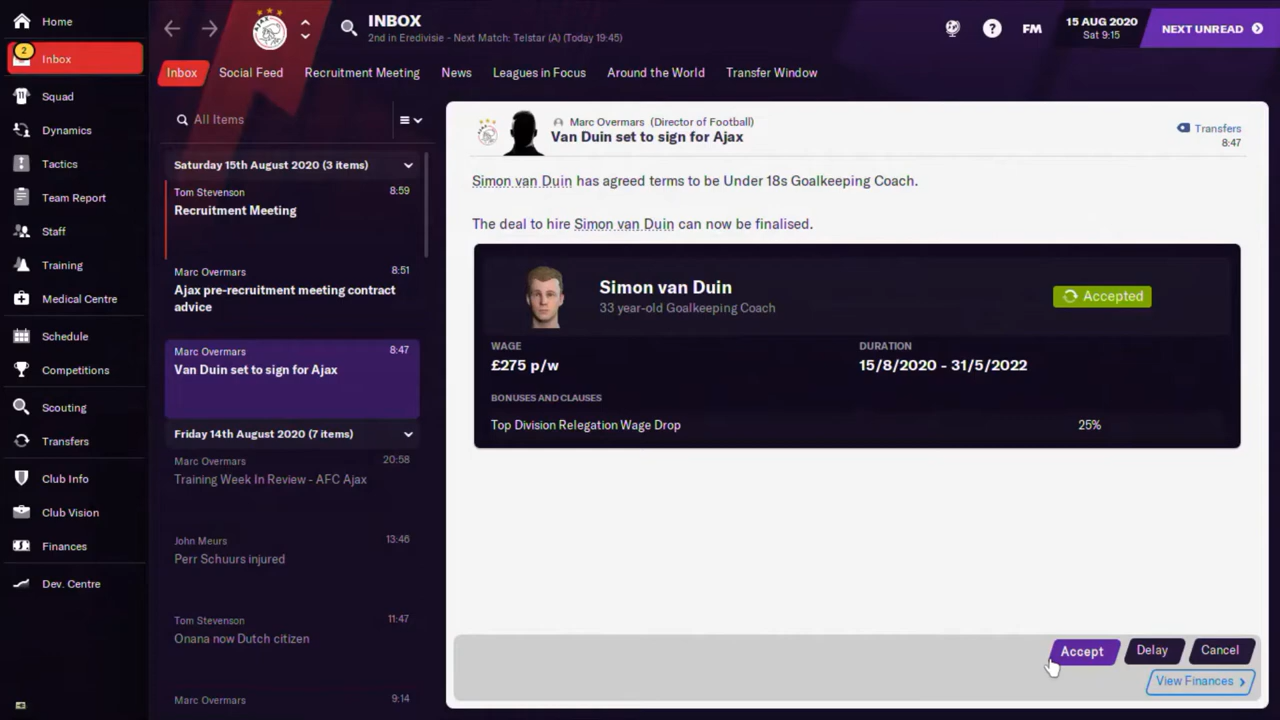 Home
2
Inbox
Squad
Dynamics
Tactics
Team Report
Staff
Training
Medical Centre
Schedule
Competitions
Scouting
Transfers
Club Info
Club Vision
Finances
Dev. Centre
INBOX
2nd in Eredivisie - Next Match: Telstar (A) (Today 19:45)
?
FM
15 AUG 2020
Sat 9:15
NEXT UNREAD
Inbox
Social Feed
Recruitment Meeting
News
Leagues in Focus
Around the World
Transfer Window
All Items
Saturday 15th August 2020 (3 items)
Tom Stevenson 8:59
Recruitment Meeting
Marc Overmars 8:51
Ajax pre-recruitment meeting contract
advice
Marc Overmars 8:47
Van Duin set to sign for Ajax
Friday 14th August 2020 (7 items)
Marc Overmars 20:58
Training Week In Review - AFC Ajax
John Meurs 13:46
Perr Schuurs injured
Tom Stevenson 11:47
Onana now Dutch citizen
Marc Overmars 9:14
Marc Overmars (Director of Football)
Van Duin set to sign for Ajax
Transfers
8:47
Simon van Duin has agreed terms to be Under 18s Goalkeeping Coach.
The deal to hire Simon van Duin can now be finalised.
Simon van Duin
33 year-old Goalkeeping Coach
Accepted
WAGE
£275 p/w
DURATION
15/8/2020 - 31/5/2022
BONUSES AND CLAUSES
Top Division Relegation Wage Drop 25%
Accept
Delay
Cancel
View Finances